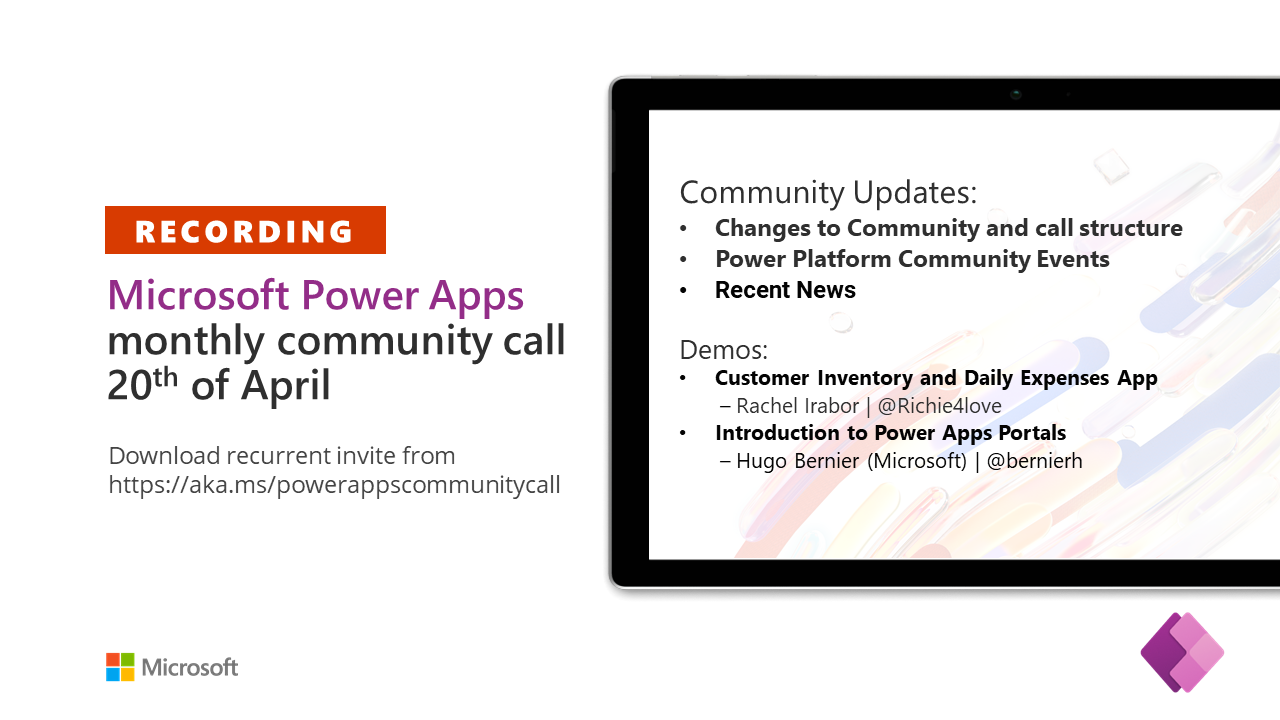 RECORDING
Microsoft Power Apps
monthly community call
20th of April
Download recurrent invite from
https://aka.ms/powerappscommunitycall
Microsoft
Community Updates:
• Changes to Community and call structure
• Power Platform Community Events
• Recent News
Demos:
• Customer Inventory and Daily Expenses App
– Rachel Irabor | @Richie4love
• Introduction to Power Apps Portals
– Hugo Bernier (Microsoft) | @bernierh